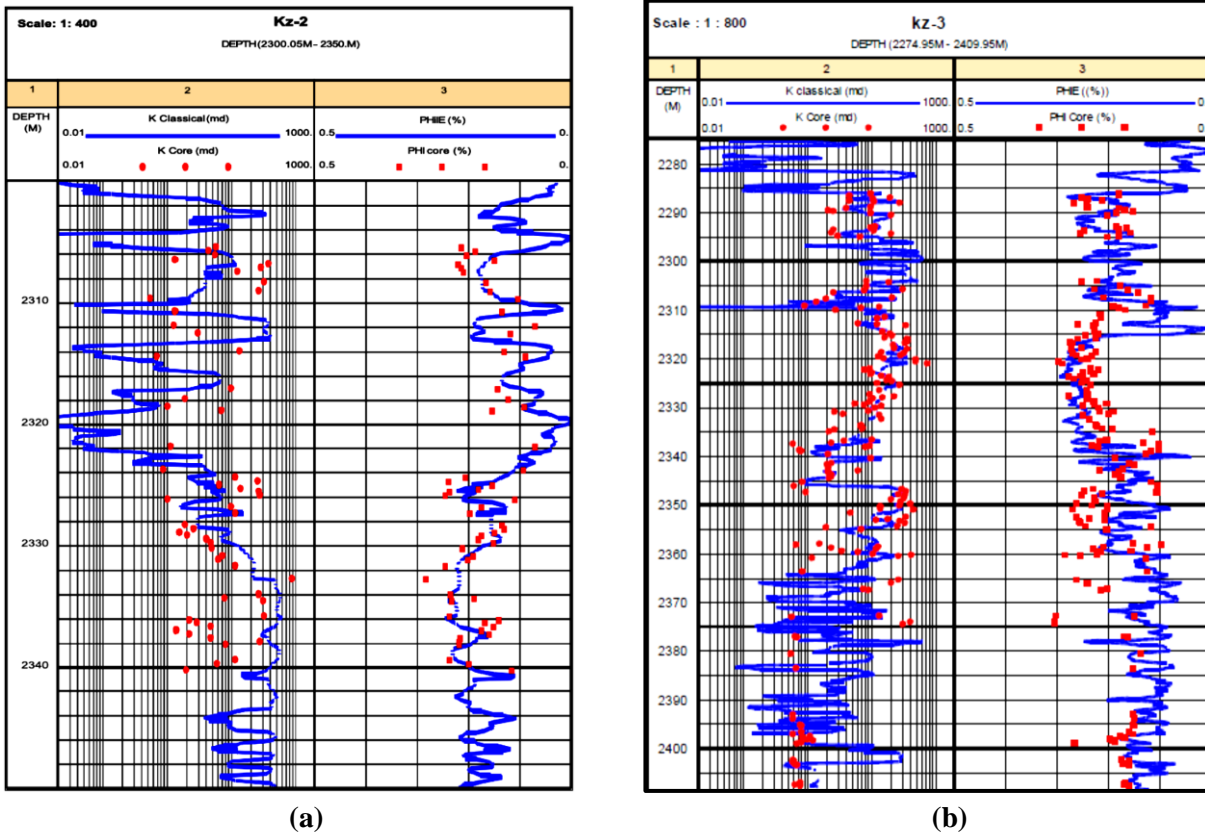 Scale: 1: 400
Kz-2
DEPTH(2300.05M- 2350.M)
1 2 3
DEPTH (M)
0.01 K Classical(md) 1000.
0.5 PHIE (%) 0.
0.01 K Core (md) 1000.
0.5 PHI core (%) 0.
2310
2320
2330
2340
(a)
Scale : 1 : 800
kz-3
DEPTH (2274.95M - 2409.95M)
1 2 3
DEPTH (M)
0.01 K classical (md) 1000.
0.5 PHIE ((%)) 0.
0.01 K Core (md) 1000.
0.5 PHI Core (%) 0.
2280
2290
2300
2310
2320
2330
2340
2350
2360
2370
2380
2390
2400
(b)